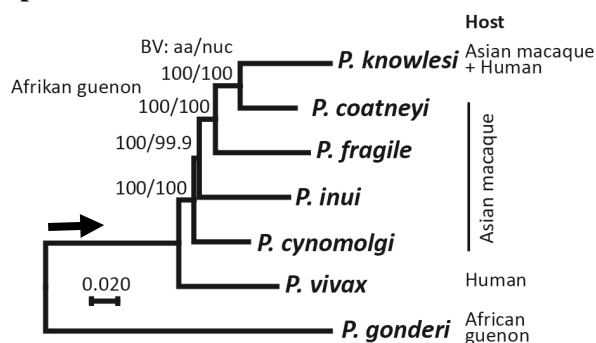 Host
BV: aa/nuc
P. knowlesi
Asian macaque
+ Human
100/100
Afrikan guenon
100/100
P. coatneyi
100/99.9
P. fragile
Asian macaque
100/100
P. inui
P. cynomolgi
0.020
P. vivax
Human
P. gonderi
African
guenon